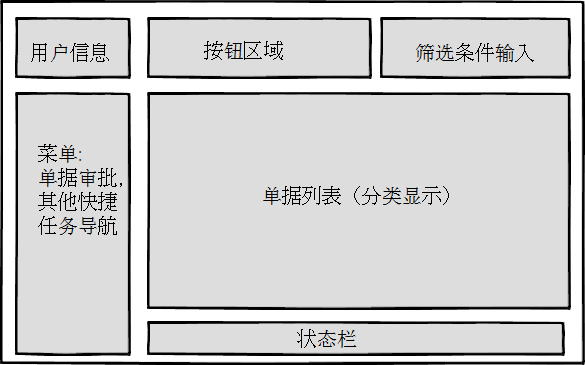 用户信息
按钮区域
筛选条件输入
菜单:
单据审批,
其他快捷
任务导航
单据列表（分类显示）
状态栏